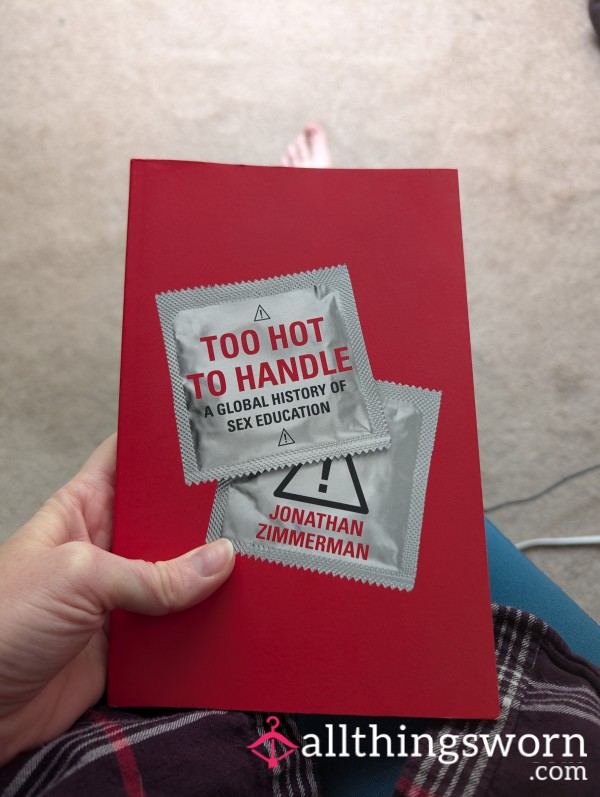 TOO HOT
TO HANDLE
A GLOBAL HISTORY OF
SEX EDUCATION
JONATHAN
ZIMMERMAN
allthingsworn
.com